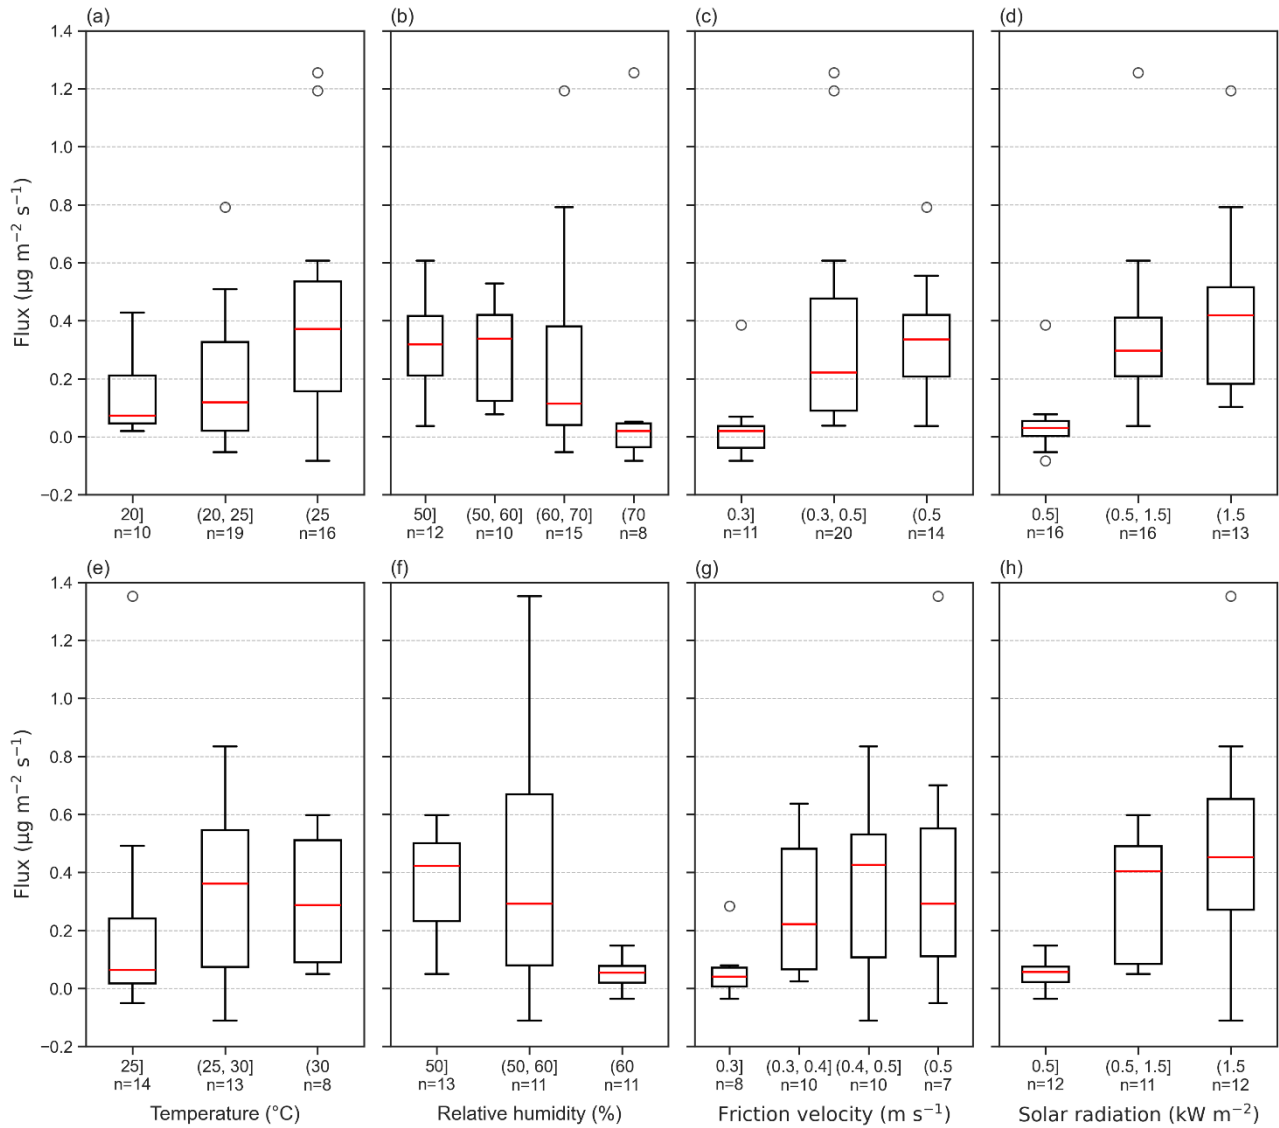 (a) (b) (c) (d)
1.4
1.2
1.0
0.8
0.6
0.4
0.2
0.0
−0.2
Flux (μg m⁻² s⁻¹)
20] (20, 25] (25 50] (50, 60] (60, 70] (70 0.3] (0.3, 0.5] (0.5 0.5] (0.5, 1.5] (1.5
n=10 n=19 n=16 n=12 n=10 n=15 n=8 n=11 n=20 n=14 n=16 n=16 n=13
(e) (f) (g) (h)
1.4
1.2
1.0
0.8
0.6
0.4
0.2
0.0
−0.2
Flux (μg m⁻² s⁻¹)
25] (25, 30] (30 50] (50, 60] (60 0.3] (0.3, 0.4] (0.4, 0.5] (0.5 0.5] (0.5, 1.5] (1.5
n=14 n=13 n=8 n=13 n=11 n=11 n=8 n=10 n=10 n=7 n=12 n=11 n=12
Temperature (°C) Relative humidity (%) Friction velocity (m s⁻¹) Solar radiation (kW m⁻²)